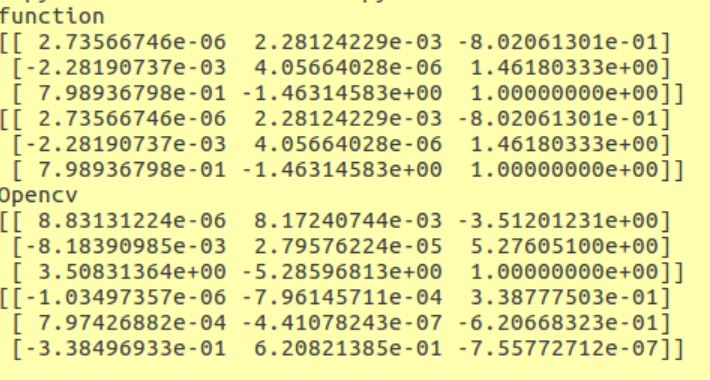 function
[[ 2.73566746e-06 2.28124229e-03 -8.02061301e-01]
[-2.28190737e-03 4.05664028e-06 1.46180333e+00]
[ 7.98936798e-01 -1.46314583e+00 1.00000000e+00]]
[[ 2.73566746e-06 2.28124229e-03 -8.02061301e-01]
[-2.28190737e-03 4.05664028e-06 1.46180333e+00]
[ 7.98936798e-01 -1.46314583e+00 1.00000000e+00]]
Opencv
[[ 8.83131224e-06 8.17240744e-03 -3.51201231e+00]
[-8.18390985e-03 2.79576224e-05 5.27605100e+00]
[ 3.50831364e+00 -5.28596813e+00 1.00000000e+00]]
[[-1.03497357e-06 -7.96145711e-04 3.38777503e-01]
[ 7.97426882e-04 -4.41078243e-07 -6.20668323e-01]
[-3.38496933e-01 6.20821385e-01 -7.55772712e-07]]